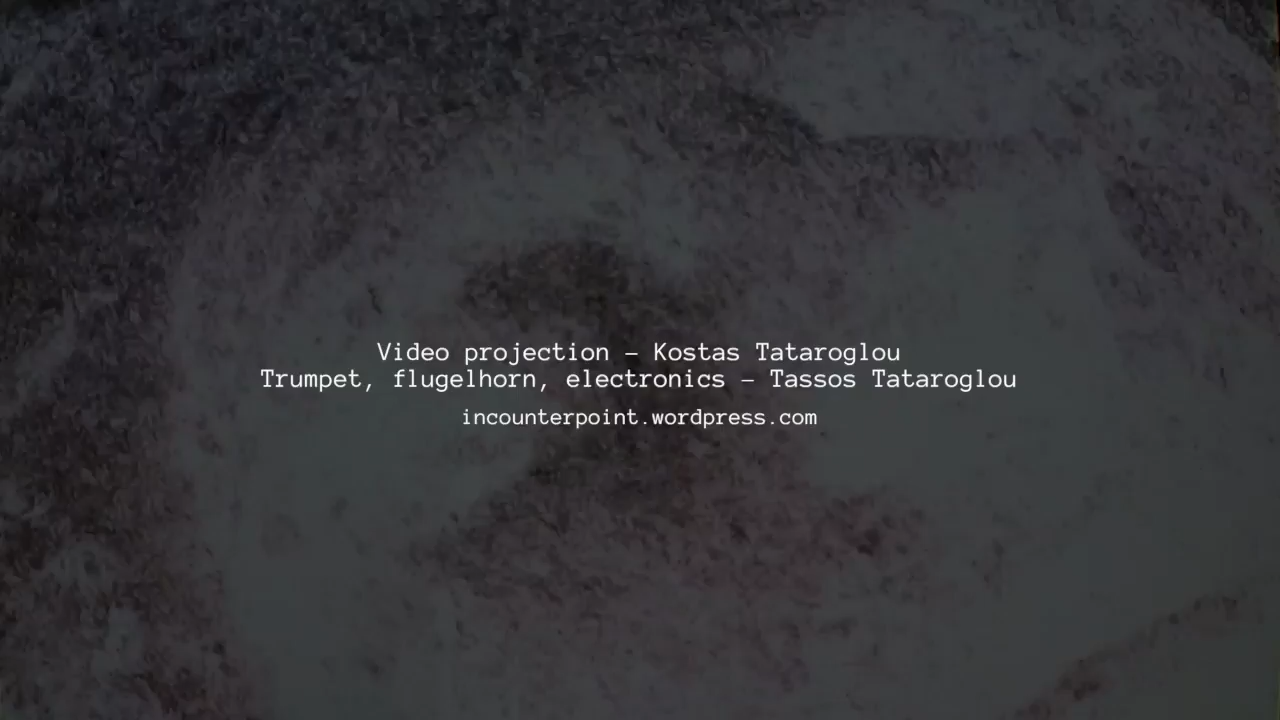 Video projection – Kostas Tataroglou
Trumpet, flugelhorn, electronics – Tassos Tataroglou
incounterpoint.wordpress.com